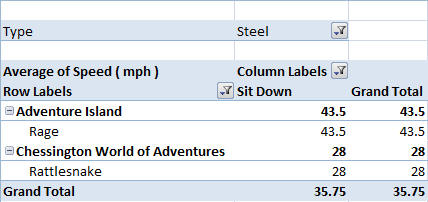 Type Steel
Average of Speed ( mph ) Column Labels
Row Labels Sit Down Grand Total
Adventure Island 43.5 43.5
Rage 43.5 43.5
Chessington World of Adventures 28 28
Rattlesnake 28 28
Grand Total 35.75 35.75